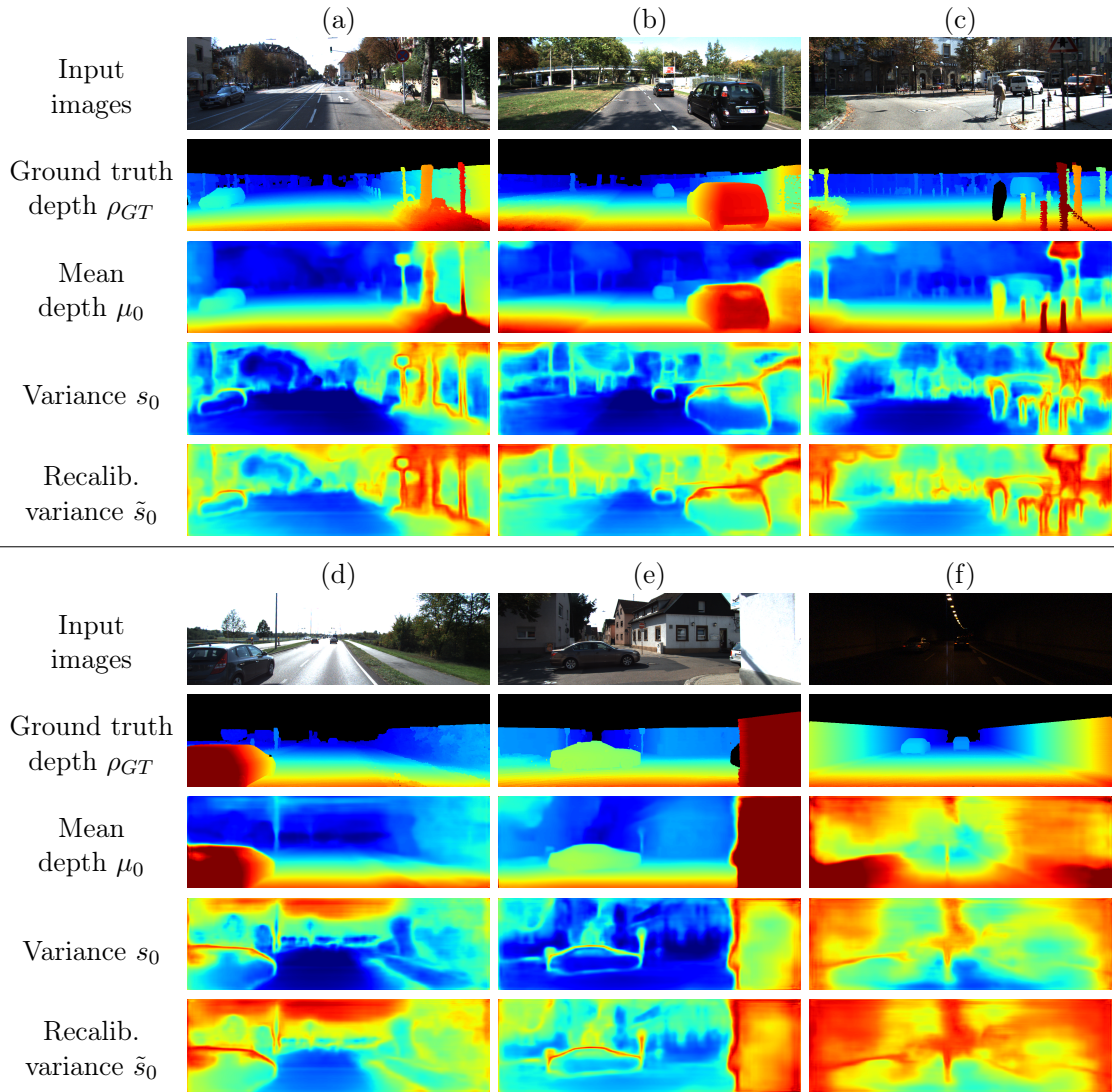 (a) (b) (c)
Input
images
Ground truth
depth ρ_GT
Mean
depth μ_0
Variance s_0
Recalib.
variance s̃_0
(d) (e) (f)
Input
images
Ground truth
depth ρ_GT
Mean
depth μ_0
Variance s_0
Recalib.
variance s̃_0